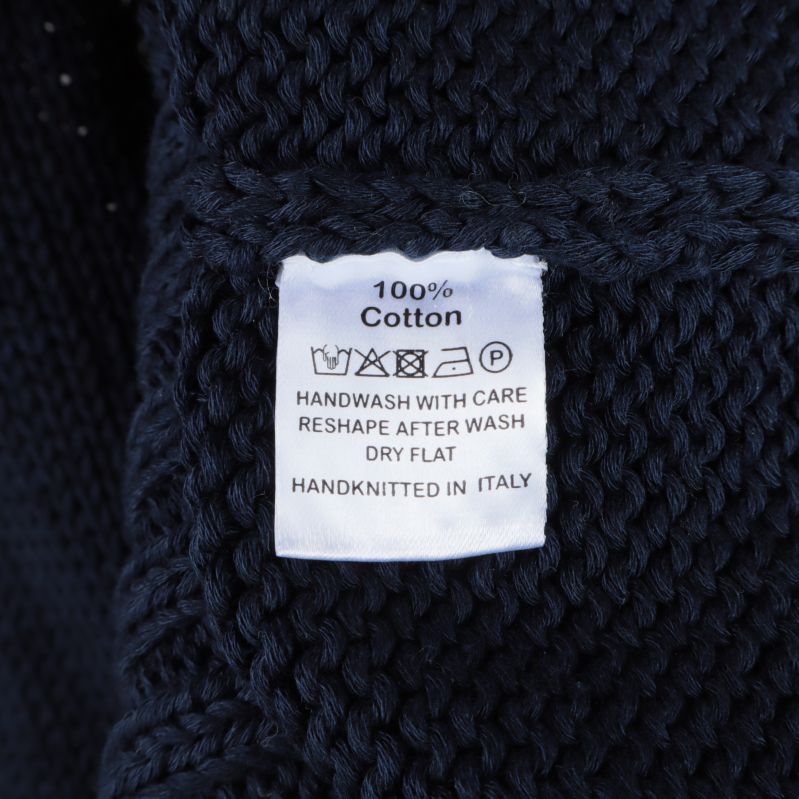 100%
Cotton
P
HANDWASH WITH CARE
RESHAPE AFTER WASH
DRY FLAT
HANDKNITTED IN ITALY